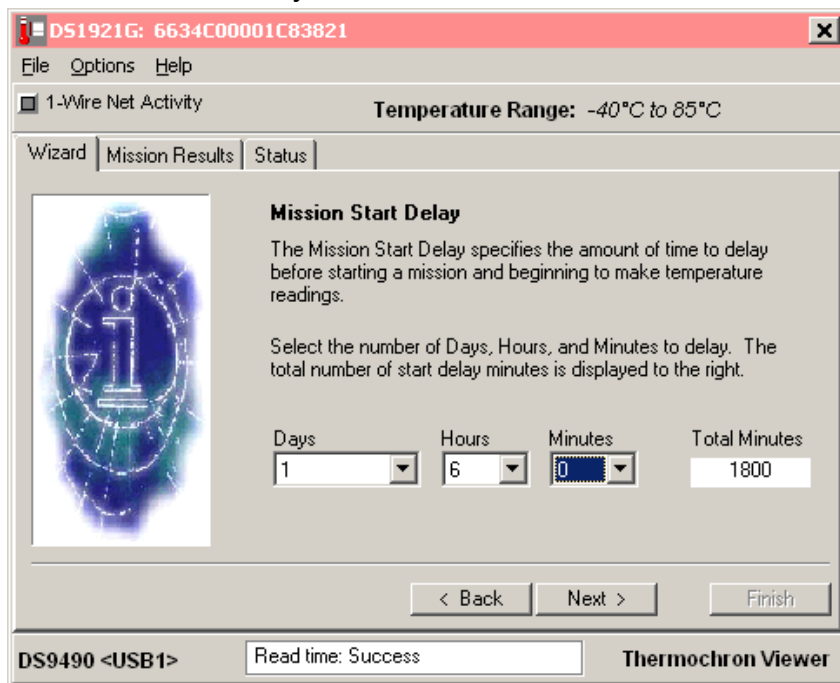 DS1921G: 6634C00001C83821
File Options Help
1-Wire Net Activity
Temperature Range: -40°C to 85°C
Wizard Mission Results Status
Mission Start Delay
The Mission Start Delay specifies the amount of time to delay
before starting a mission and beginning to make temperature
readings.
Select the number of Days, Hours, and Minutes to delay. The
total number of start delay minutes is displayed to the right.
Days Hours Minutes Total Minutes
1 6 0 1800
< Back Next > Finish
DS9490 <USB1> Read time: Success Thermochron Viewer